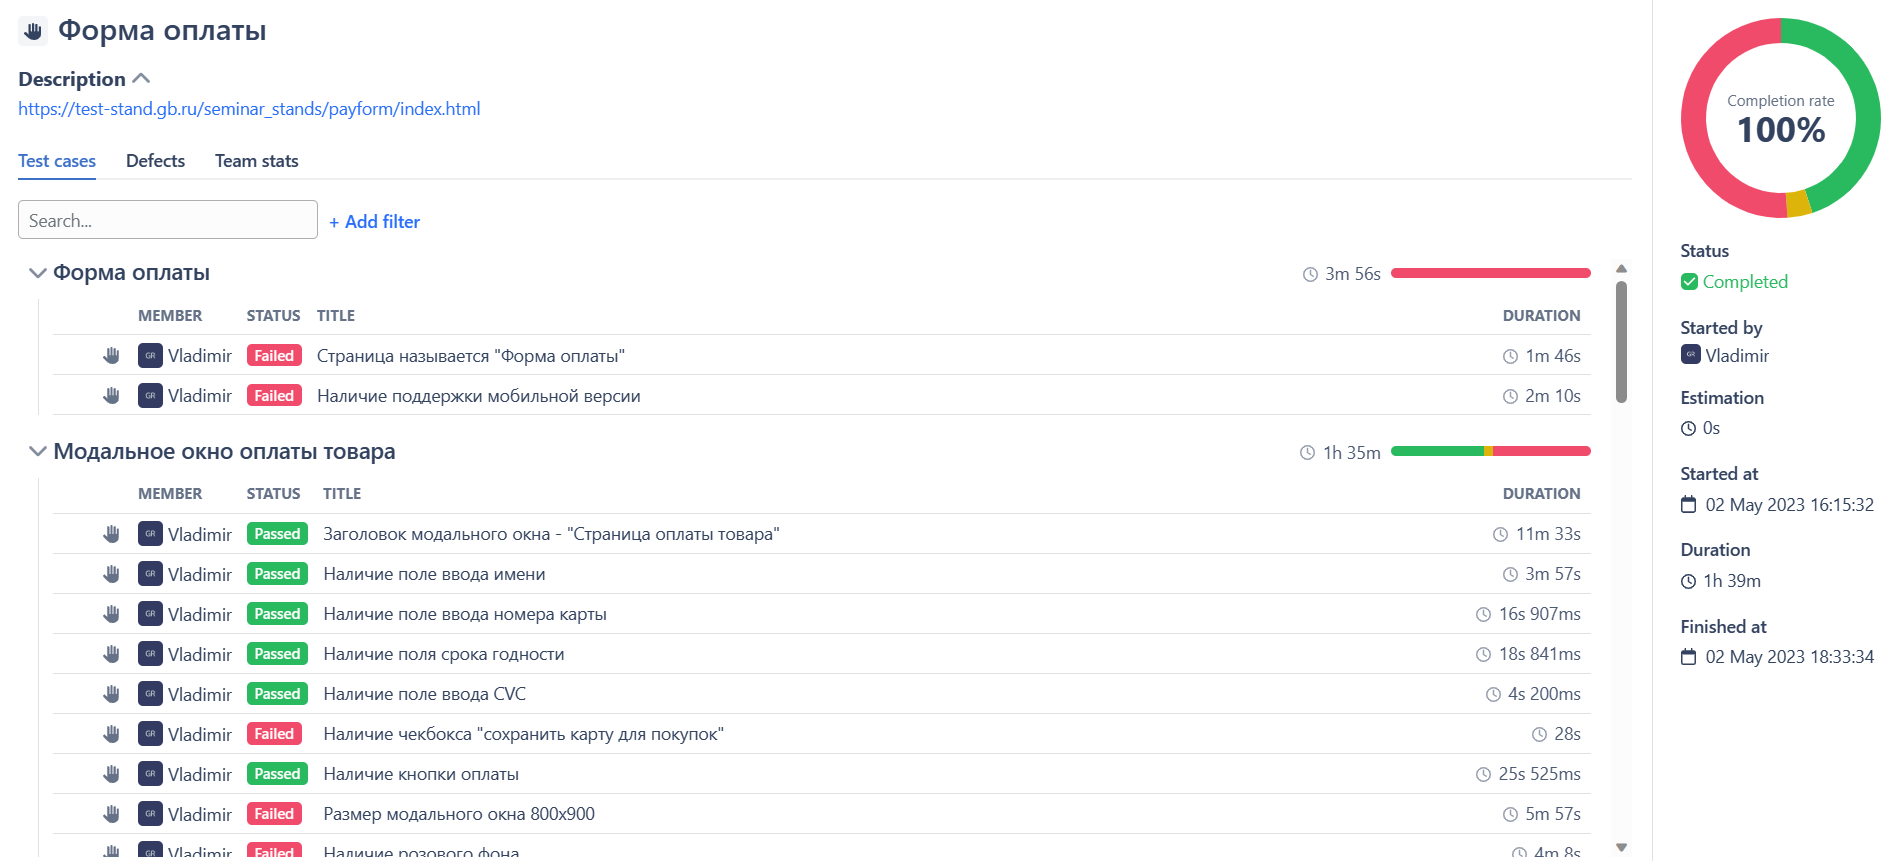 Форма оплаты
Description
https://test-stand.gb.ru/seminar_stands/payform/index.html
Test cases Defects Team stats
Search...
+ Add filter
Форма оплаты 3m 56s
MEMBER STATUS TITLE DURATION
GR Vladimir Failed Страница называется "Форма оплаты" 1m 46s
GR Vladimir Failed Наличие поддержки мобильной версии 2m 10s
Модальное окно оплаты товара 1h 35m
MEMBER STATUS TITLE DURATION
GR Vladimir Passed Заголовок модального окна - "Страница оплаты товара" 11m 33s
GR Vladimir Passed Наличие поле ввода имени 3m 57s
GR Vladimir Passed Наличие поле ввода номера карты 16s 907ms
GR Vladimir Passed Наличие поля срока годности 18s 841ms
GR Vladimir Passed Наличие поле ввода CVC 4s 200ms
GR Vladimir Failed Наличие чекбокса "сохранить карту для покупок" 28s
GR Vladimir Passed Наличие кнопки оплаты 25s 525ms
GR Vladimir Failed Размер модального окна 800x900 5m 57s
GR Vladimir Failed Наличие розового фона 4m 8s
Completion rate
100%
Status
Completed
Started by
GR Vladimir
Estimation
0s
Started at
02 May 2023 16:15:32
Duration
1h 39m
Finished at
02 May 2023 18:33:34